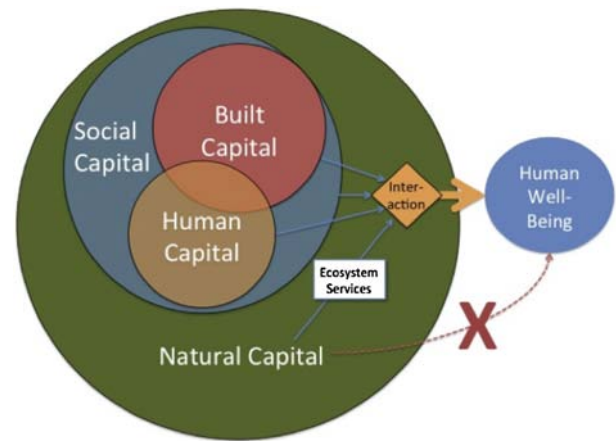 Built
Capital
Social
Capital
Human
Capital
Inter-
action
Human
Well-
Being
Ecosystem
Services
Natural Capital
X